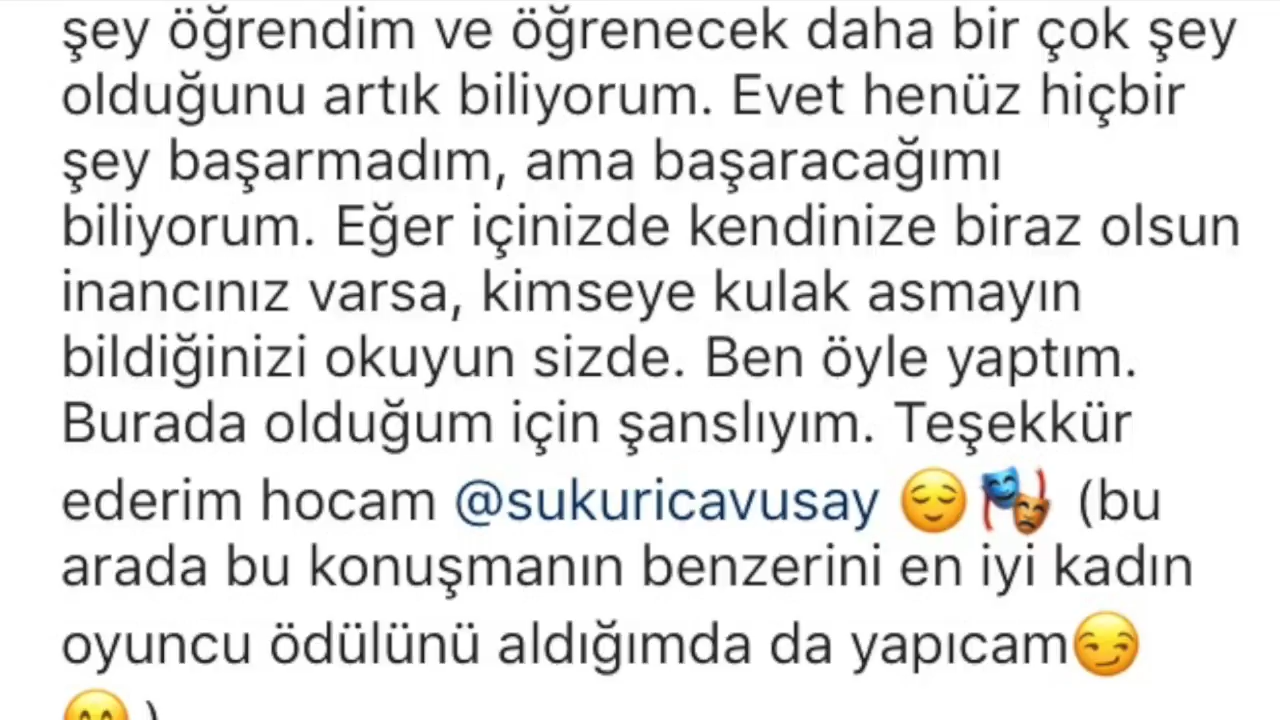 şey öğrendim ve öğrenecek daha bir çok şey
olduğunu artık biliyorum. Evet henüz hiçbir
şey başarmadım, ama başaracağımı
biliyorum. Eğer içinizde kendinize biraz olsun
inancınız varsa, kimseye kulak asmayın
bildiğinizi okuyun sizde. Ben öyle yaptım.
Burada olduğum için şanslıyım. Teşekkür
ederim hocam @sukuricavusay 😌🎭 (bu
arada bu konuşmanın benzerini en iyi kadın
oyuncu ödülünü aldığımda da yapıcam😏
😊)